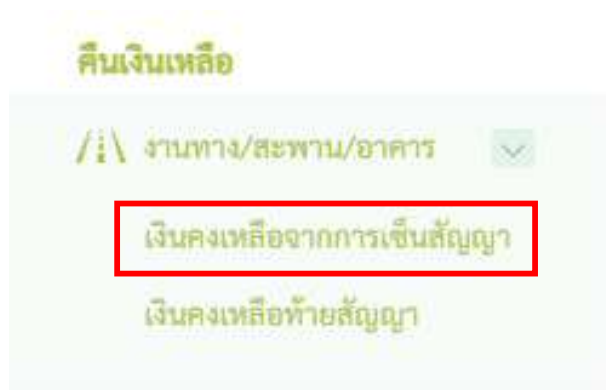 คืนเงินเหลือ
งานทาง/สะพาน/อาคาร
เงินคงเหลือจากการเซ็นสัญญา
เงินคงเหลือท้ายสัญญา